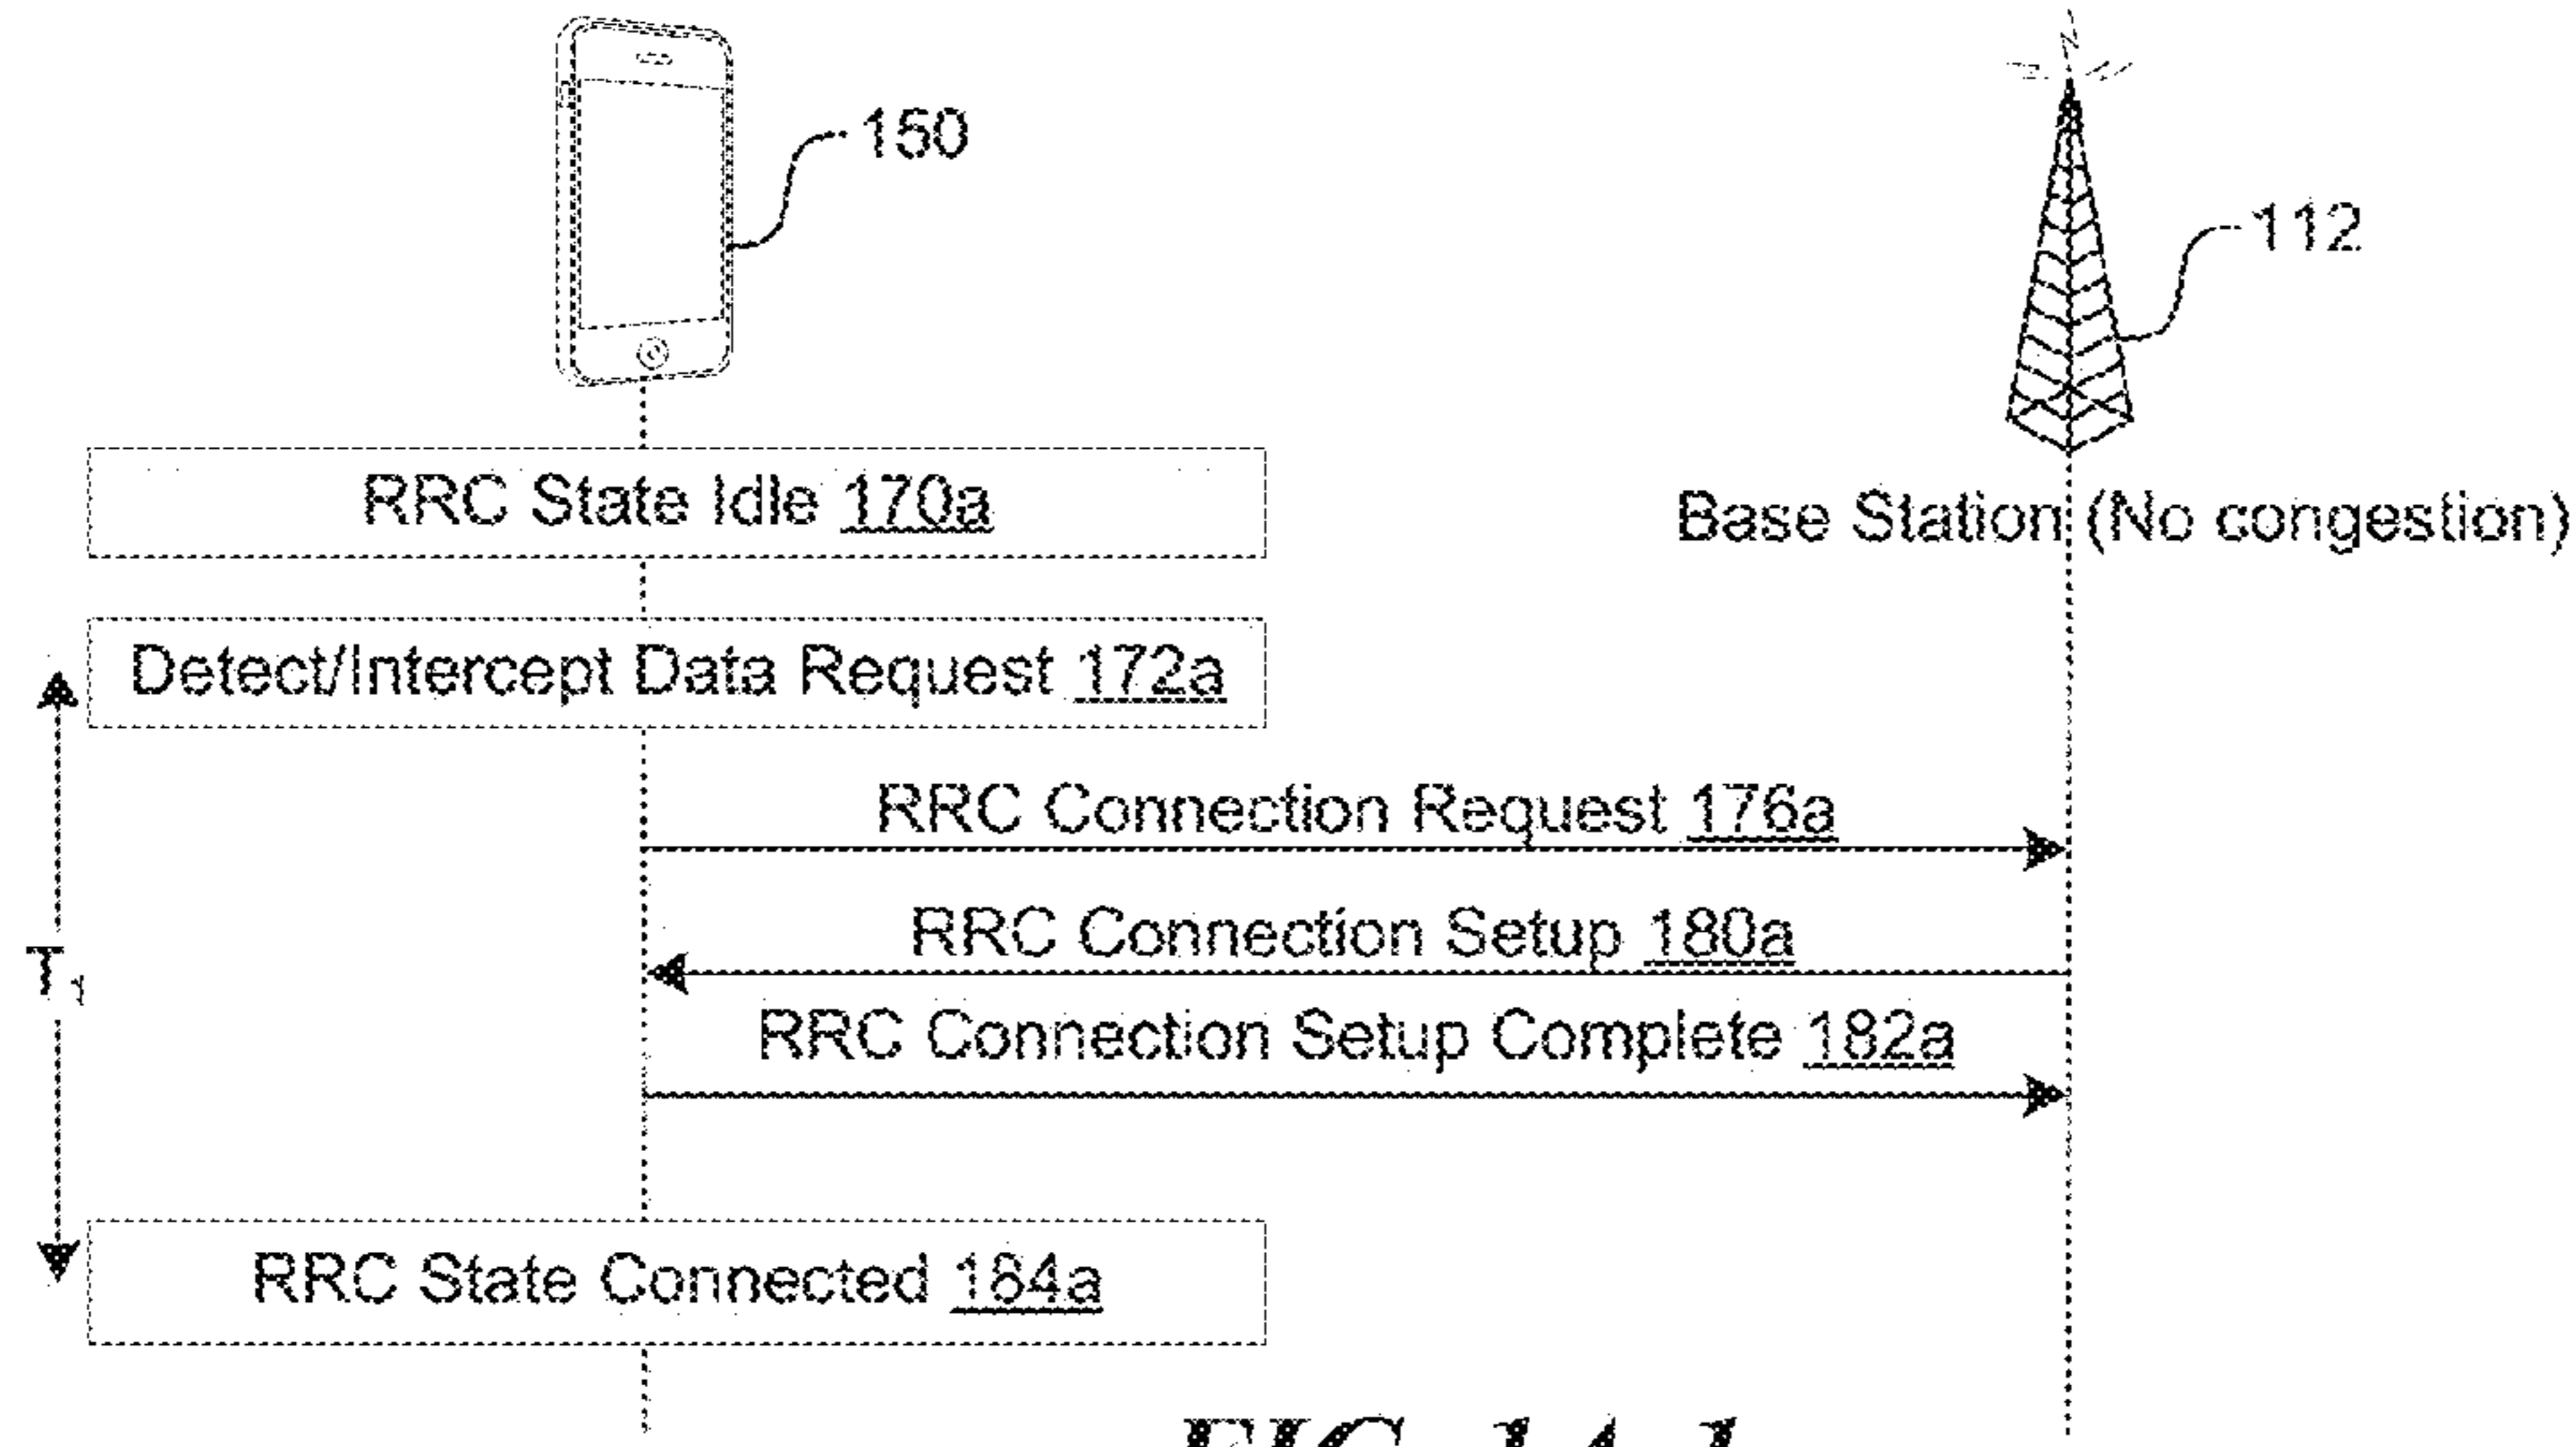 150
112
RRC State Idle 170a
Base Station (No congestion)
Detect/Intercept Data Request 172a
RRC Connection Request 176a
RRC Connection Setup 180a
T1
RRC Connection Setup Complete 182a
RRC State Connected 184a